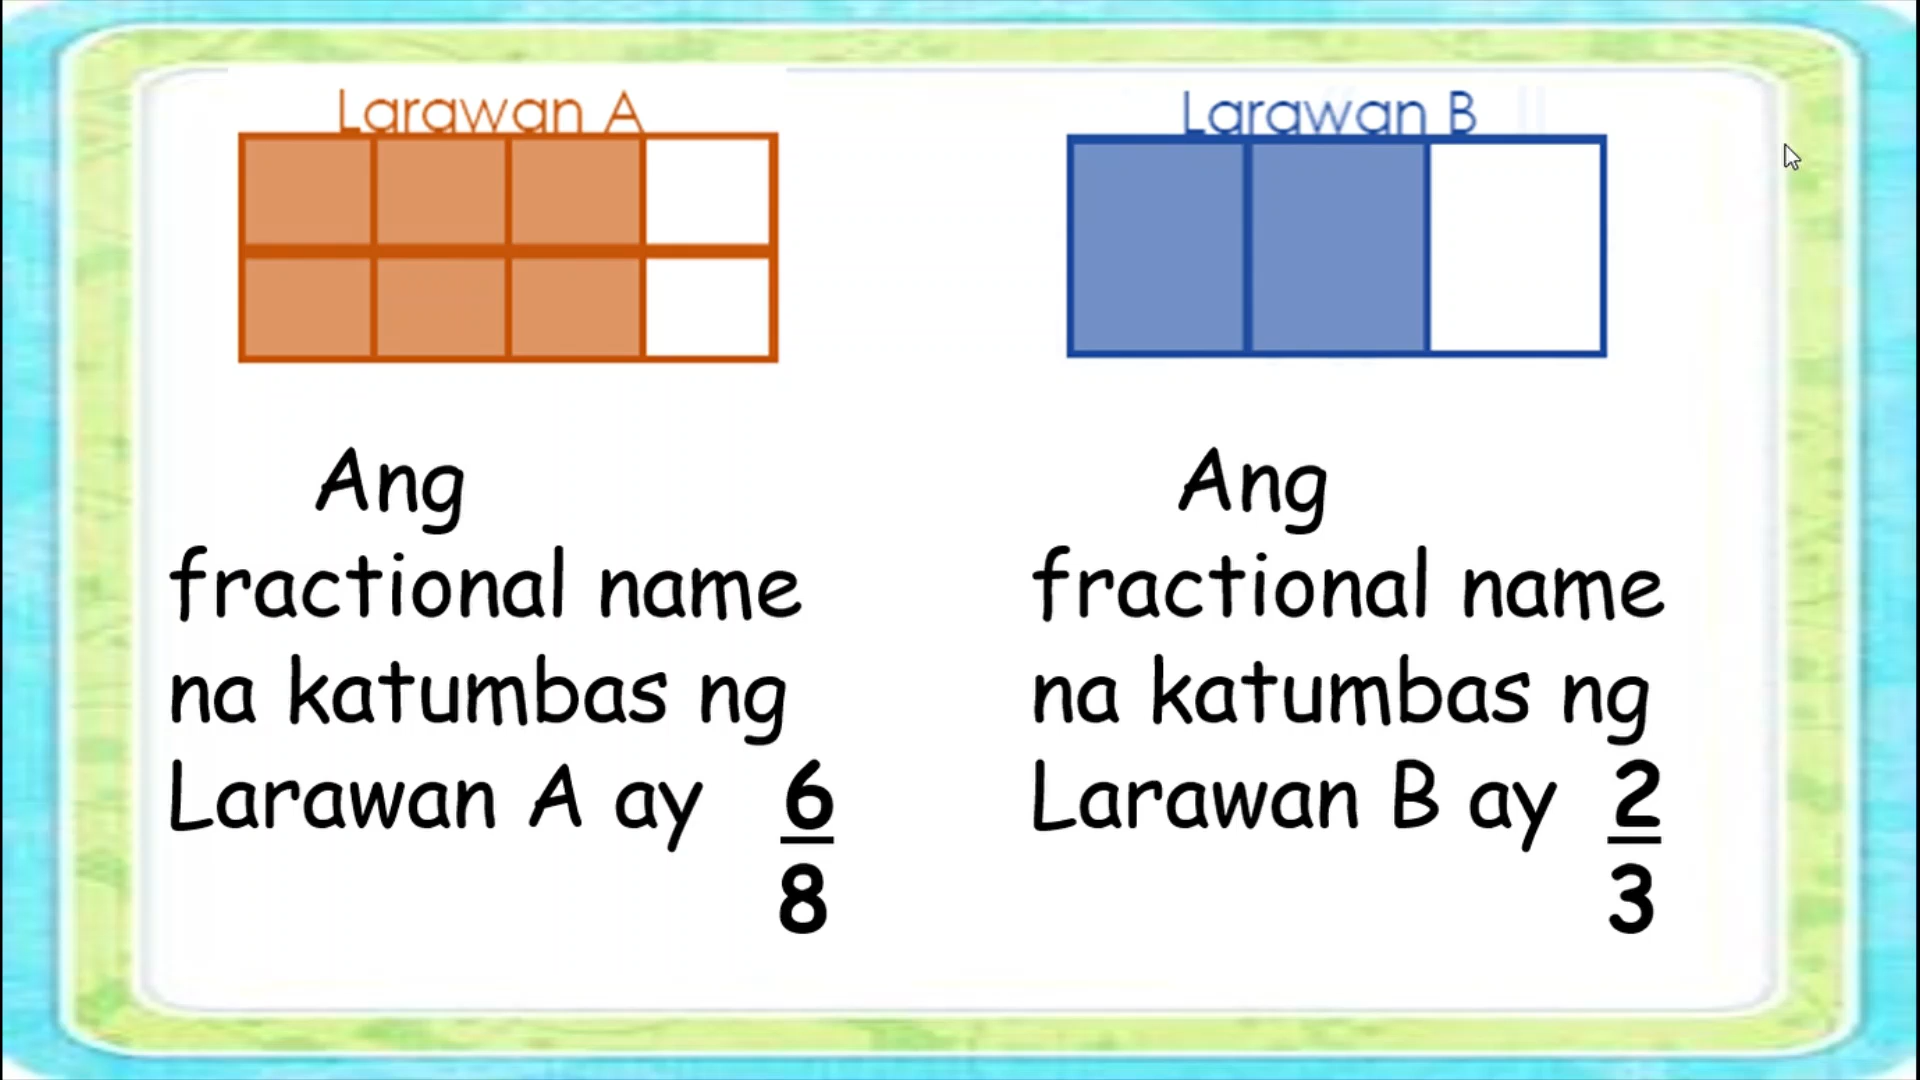 Larawan A
Larawan B
Ang
fractional name
na katumbas ng
Larawan A ay 6
8
Ang
fractional name
na katumbas ng
Larawan B ay 2
3